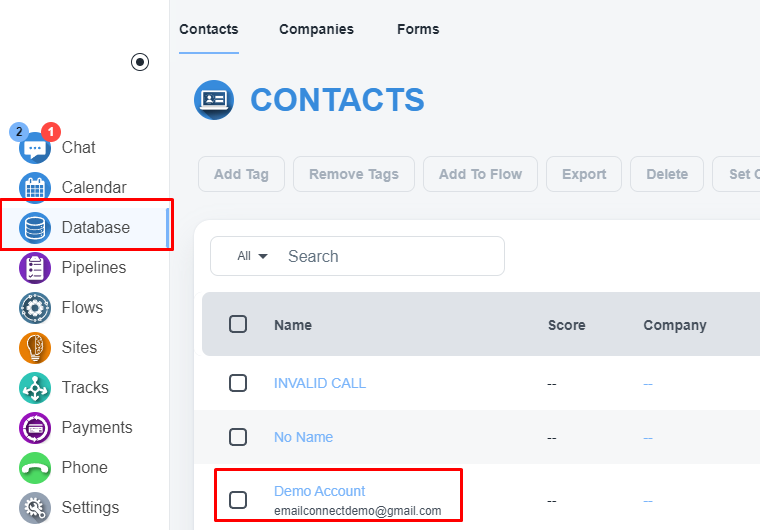 Contacts Companies Forms
CONTACTS
2 1
Chat
Calendar
Database
Pipelines
Flows
Sites
Tracks
Payments
Phone
Settings
Add Tag Remove Tags Add To Flow Export Delete Set C
All Search
Name Score Company
INVALID CALL -- --
No Name -- --
Demo Account -- --
emailconnectdemo@gmail.com